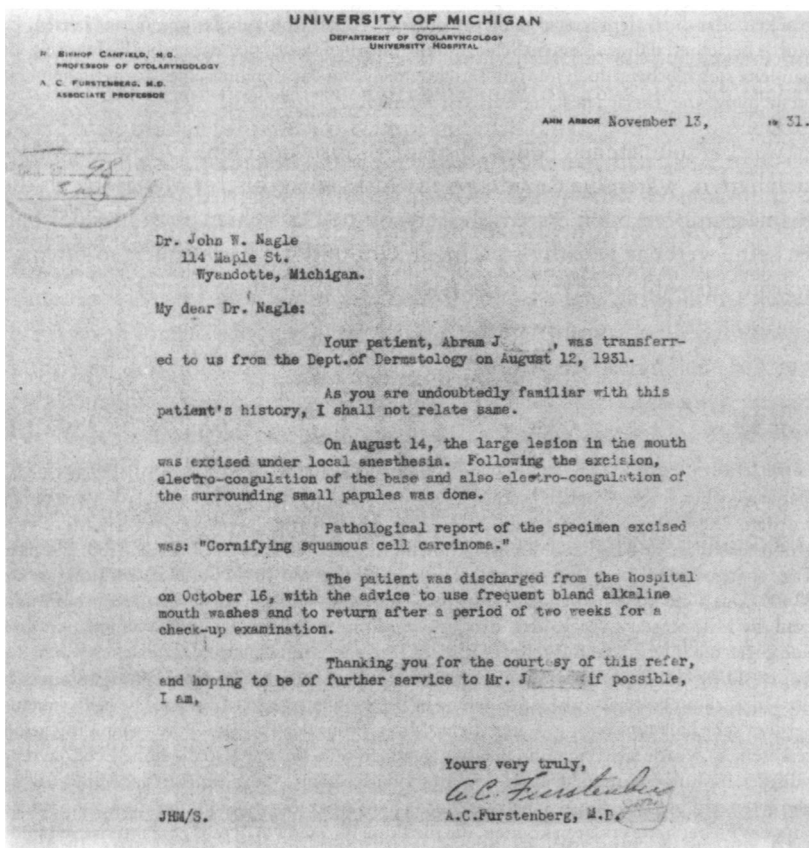 UNIVERSITY OF MICHIGAN
DEPARTMENT OF OTOLARYNGOLOGY
UNIVERSITY HOSPITAL
R. BISHOP CANFIELD, M.D.
PROFESSOR OF OTOLARYNGOLOGY
A. C. FURSTENBERG, M.D.
ASSOCIATE PROFESSOR
ANN ARBOR November 13, 19 31.
98
Dr. John W. Nagle
114 Maple St.
Wyandotte, Michigan.
My dear Dr. Nagle:
Your patient, Abram J , was transferr-
ed to us from the Dept.of Dermatology on August 12, 1931.
As you are undoubtedly familiar with this
patient's history, I shall not relate same.
On August 14, the large lesion in the mouth
was excised under local anesthesia. Following the excision,
electro-coagulation of the base and also electro-coagulation of
the surrounding small papules was done.
Pathological report of the specimen excised
was: "Cornifying squamous cell carcinoma."
The patient was discharged from the hospital
on October 16, with the advice to use frequent bland alkaline
mouth washes and to return after a period of two weeks for a
check-up examination.
Thanking you for the court sy of this refer,
and hoping to be of further service to Mr. J if possible,
I am,
Yours very truly,
A.C. Furstenberg
JHM/S. A.C.Furstenberg, M.D.